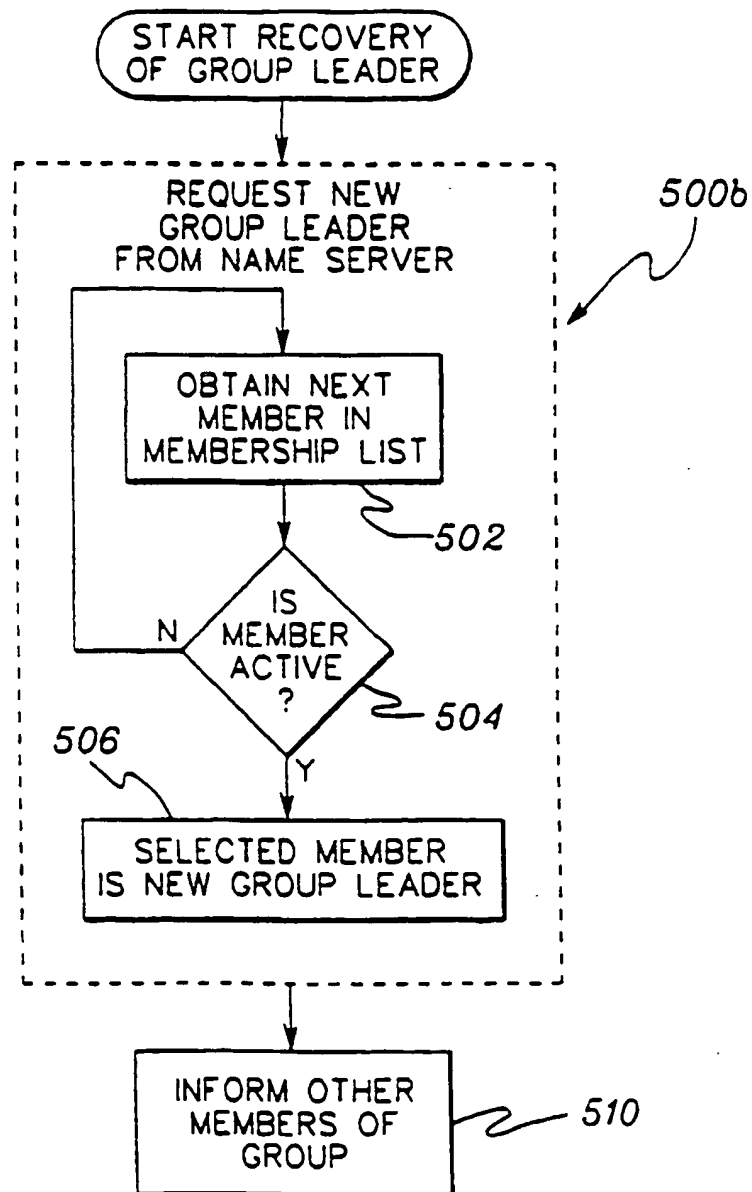 START RECOVERY
OF GROUP LEADER
REQUEST NEW
GROUP LEADER
FROM NAME SERVER
500b
OBTAIN NEXT
MEMBER IN
MEMBERSHIP LIST
502
IS
MEMBER
ACTIVE
?
N
504
Y
506
SELECTED MEMBER
IS NEW GROUP LEADER
INFORM OTHER
MEMBERS OF
GROUP
510